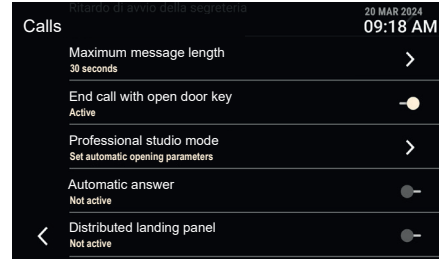 Ritardo di avvio della segreteria
20 MAR 2024
Calls
09:18 AM
Maximum message length
30 seconds
End call with open door key
Active
Professional studio mode
Set automatic opening parameters
Automatic answer
Not active
Distributed landing panel
Not active